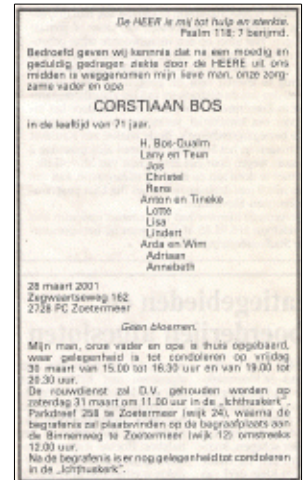 De HEER is mij tot hulp en sterkte.
Psalm 118: 7 berijmd.
Bedroefd geven wij kennnis dat na een moedig en
geduldig gedragen ziekte door de HEERE uit ons
midden is weggenomen mijn lieve man, onze zorg-
zame vader en opa
CORSTIAAN BOS
in de leeftijd van 71 jaar.
H. Bos-Qualm
Lany en Teun
Jos
Christel
Rens
Anton en Tineke
Lotte
Lisa
Lindert
Arda en Wim
Adriaan
Annebeth
28 maart 2001
Zegwaartseweg 162
2728 PC Zoetermeer
Geen bloemen.
Mijn man, onze vader en opa is thuis opgebaard,
waar gelegenheid is tot condoleren op vrijdag
30 maart van 15.00 tot 16.30 uur en van 19.00 tot
20.30 uur.
De rouwdienst zal D.V. gehouden worden op
zaterdag 31 maart om 11.00 uur in de „Ichthuskerk”,
Parkdreef 258 te Zoetermeer (wijk 24), waarna de
begrafenis zal plaatsvinden op de begraafplaats aan
de Binnenweg te Zoetermeer (wijk 12) omstreeks
12.00 uur.
Na de begrafenis is er nog gelegenheid tot condoleren
in de „Ichthuskerk”.